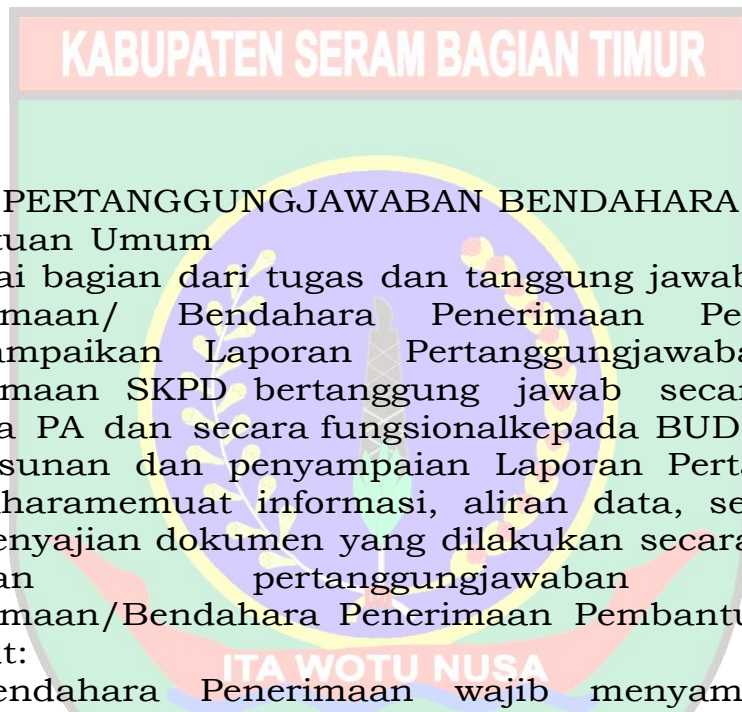 KABUPATEN SERAM BAGIAN TIMUR
PERTANGGUNGJAWABAN BENDAHARA
tuan Umum
ai bagian dari tugas dan tanggung jawab
maan/ Bendahara Penerimaan Pe
ampaikan Laporan Pertanggungjawaba
maan SKPD bertanggung jawab secar
a PA dan secara fungsionalkepada BUD
sunan dan penyampaian Laporan Perta
haramemuat informasi, aliran data, se
enyajian dokumen yang dilakukan secara
an pertanggungjawaban
maan/Bendahara Penerimaan Pembantu
t:
ITA WOTU NUSA
endahara Penerimaan wajib menyam